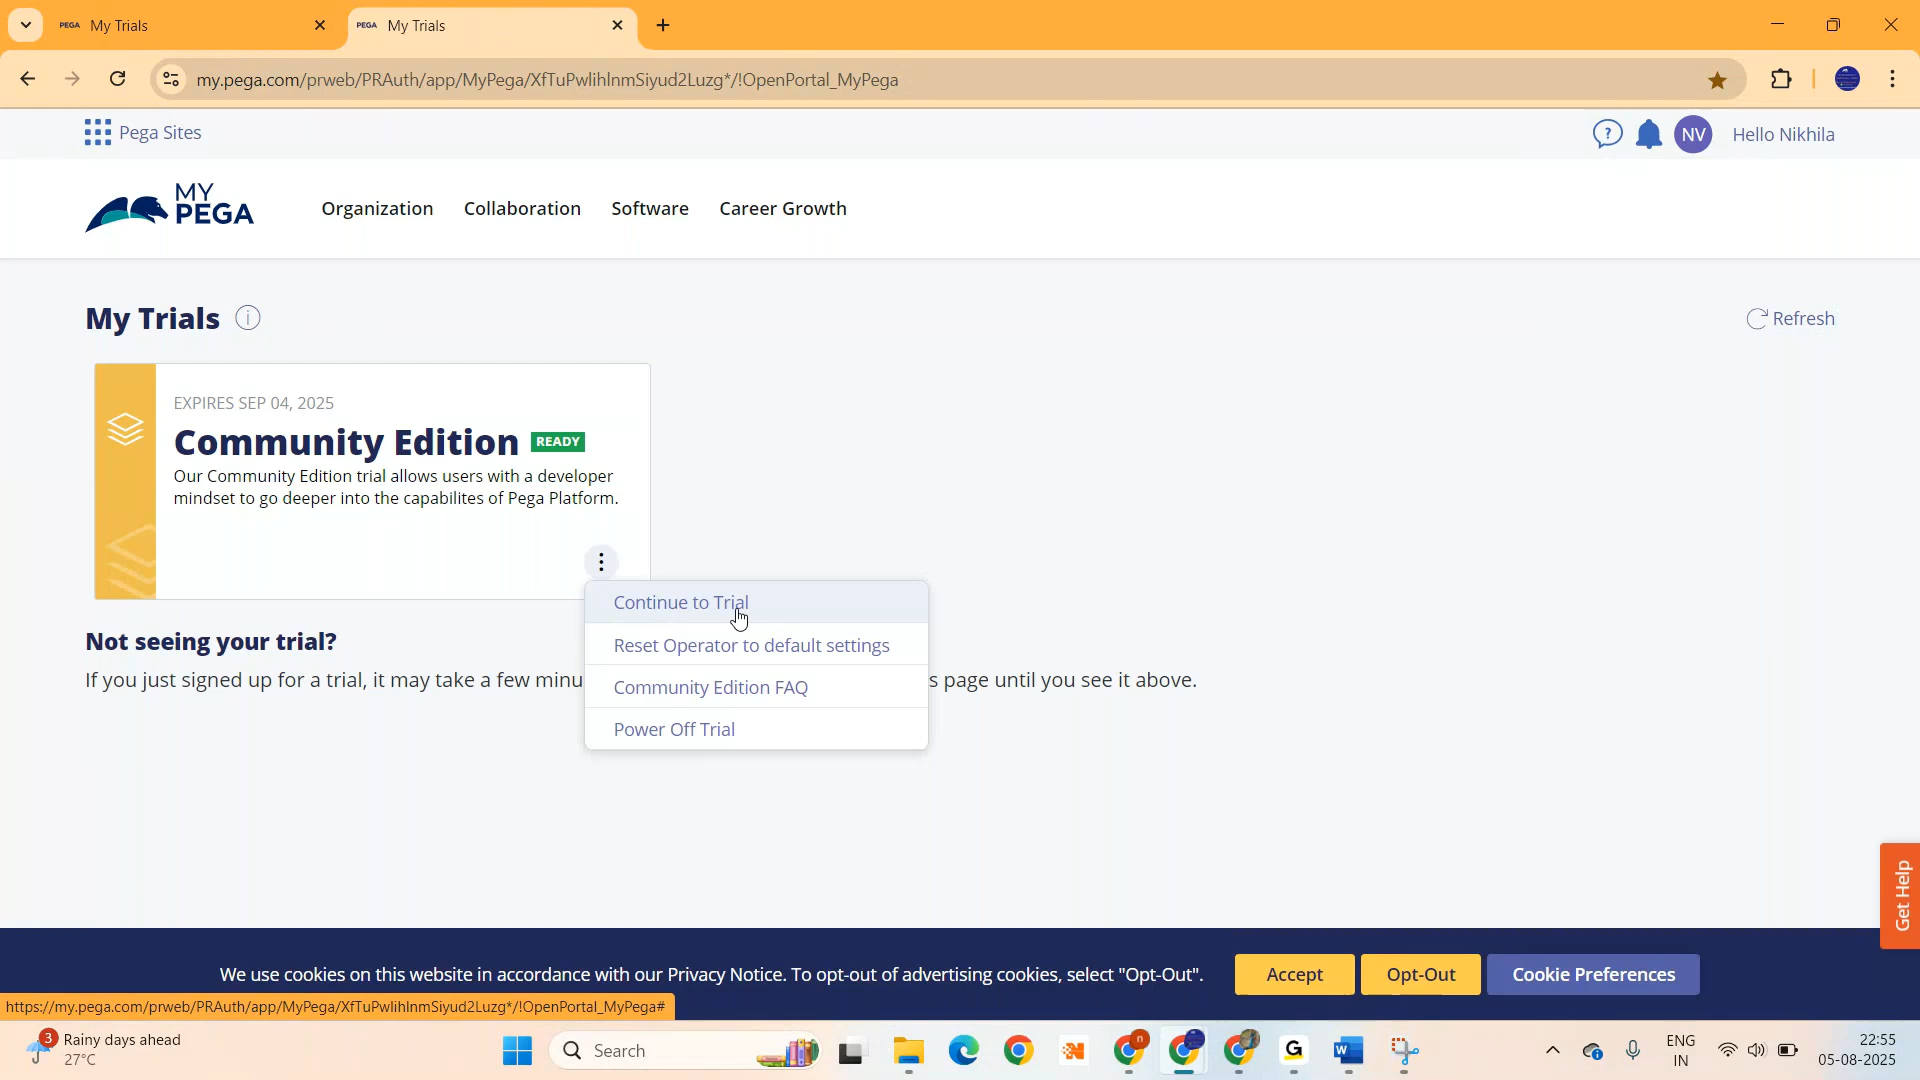 PEGA My Trials
PEGA My Trials
my.pega.com/prweb/PRAuth/app/MyPega/XfTuPwlihlnmSiyud2Luzg*/!OpenPortal_MyPega
Pega Sites
?
NV
Hello Nikhila
MY PEGA
Organization
Collaboration
Software
Career Growth
My Trials
i
Refresh
EXPIRES SEP 04, 2025
Community Edition READY
Our Community Edition trial allows users with a developer
mindset to go deeper into the capabilites of Pega Platform.
Continue to Trial
Reset Operator to default settings
Community Edition FAQ
Power Off Trial
Not seeing your trial?
If you just signed up for a trial, it may take a few minu
s page until you see it above.
Get Help
We use cookies on this website in accordance with our Privacy Notice. To opt-out of advertising cookies, select "Opt-Out".
Accept
Opt-Out
Cookie Preferences
https://my.pega.com/prweb/PRAuth/app/MyPega/XfTuPwlihlnmSiyud2Luzg*/!OpenPortal_MyPega#
3
Rainy days ahead
27°C
Search
n
G
W
ENG
IN
22:55
05-08-2025